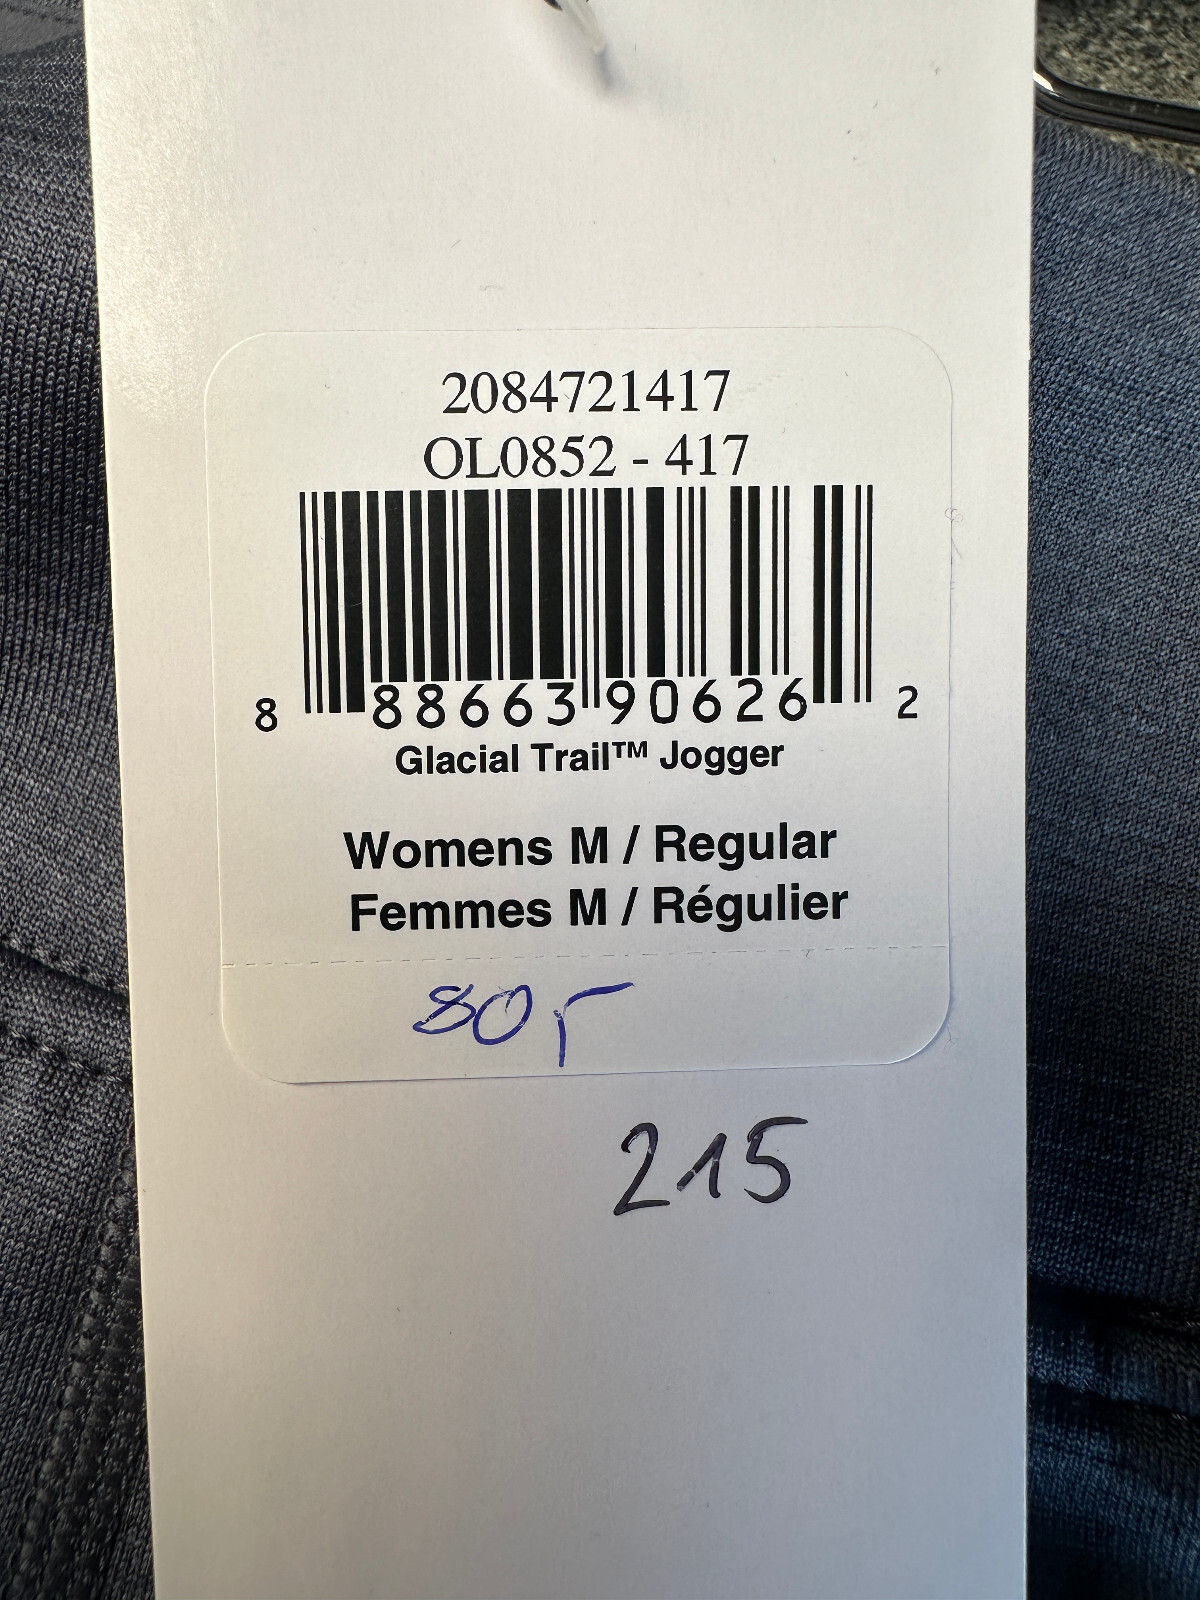 2084721417
OL0852 - 417
8 88663 90626 2
Glacial Trail™ Jogger
Womens M / Regular
Femmes M / Régulier
80,-
215